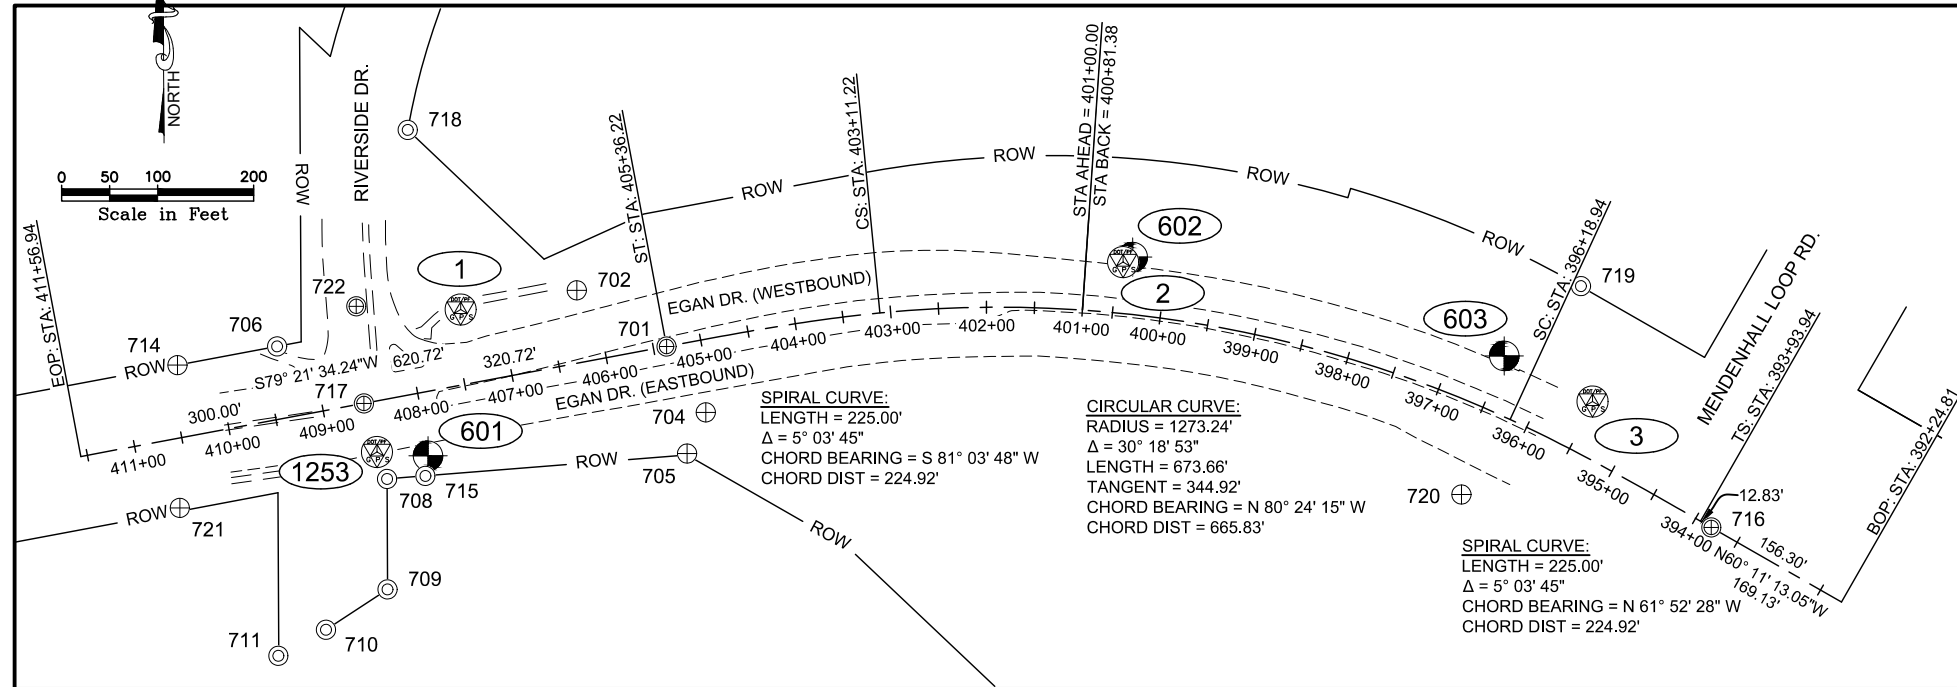 NORTH
0 50 100 200
Scale in Feet
ROW
RIVERSIDE DR.
718
ROW
ROW
ROW
ROW
EOP: STA: 411+56.94
ST: STA: 405+36.22
CS: STA: 403+11.22
STA AHEAD = 401+00.00
STA BACK = 400+81.38
SC: STA: 396+18.94
TS: STA: 393+93.94
BOP: STA: 392+24.81
MENDENHALL LOOP RD.
602
1
2
603
3
719
702
722
706
714
ROW
701
717
EGAN DR. (WESTBOUND)
EGAN DR. (EASTBOUND)
S79° 21' 34.24"W
620.72'
320.72'
300.00'
411+00
410+00
409+00
408+00
407+00
406+00
405+00
404+00
403+00
402+00
401+00
400+00
399+00
398+00
397+00
396+00
395+00
394+00
N60° 11' 13.05"W
12.83'
716
156.30'
169.13'
704
601
1253
708
715
ROW
705
ROW
ROW
721
709
710
711
720
DOT/PF
G P S
DOT/PF
G P S
DOT/PF
G P S
DOT/PF
G P S
SPIRAL CURVE:
LENGTH = 225.00'
Δ = 5° 03' 45"
CHORD BEARING = S 81° 03' 48" W
CHORD DIST = 224.92'
CIRCULAR CURVE:
RADIUS = 1273.24'
Δ = 30° 18' 53"
LENGTH = 673.66'
TANGENT = 344.92'
CHORD BEARING = N 80° 24' 15" W
CHORD DIST = 665.83'
SPIRAL CURVE:
LENGTH = 225.00'
Δ = 5° 03' 45"
CHORD BEARING = N 61° 52' 28" W
CHORD DIST = 224.92'